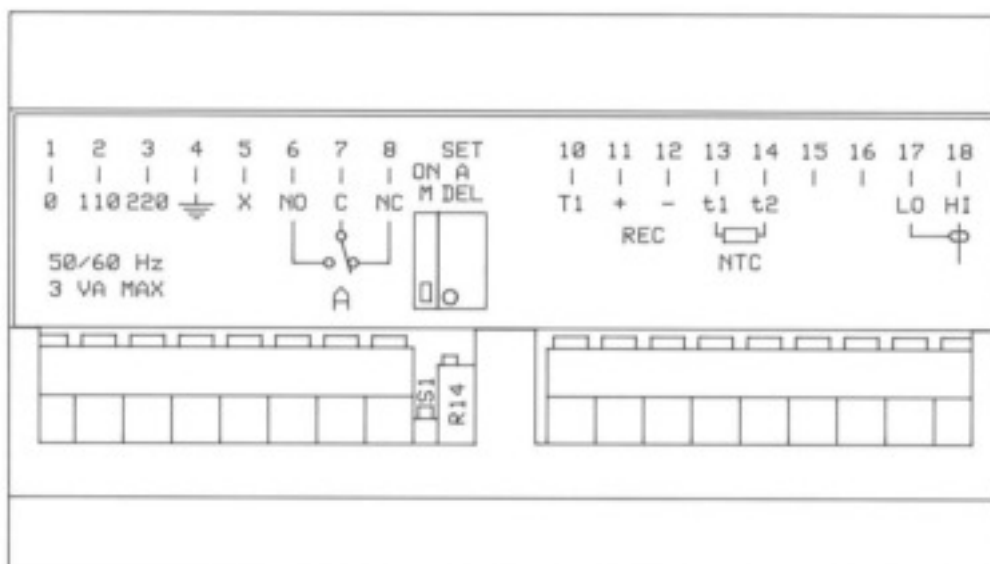 1 2 3 4 5 6 7 8 SET
ON A
0 110 220 X NO C NC M DEL
50/60 Hz
3 VA MAX
A
10 11 12 13 14 15 16 17 18
T1 + - t1 t2 LO HI
REC
NTC
S1
R14